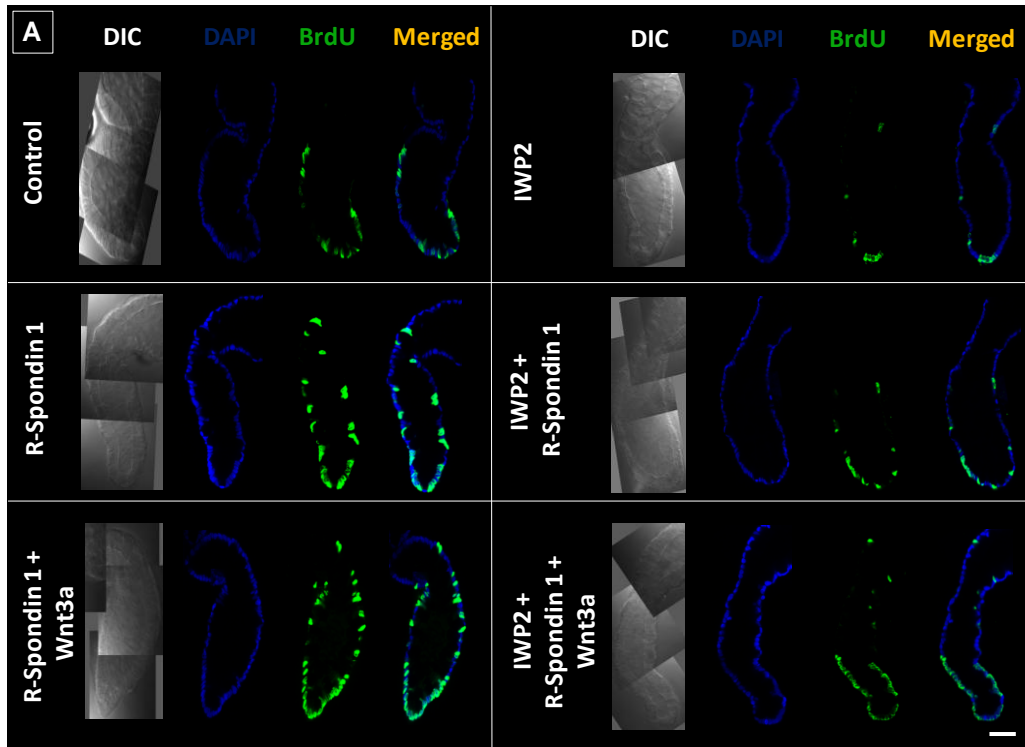 A
DIC DAPI BrdU Merged
DIC DAPI BrdU Merged
Control
IWP2
R-Spondin 1
IWP2 +
R-Spondin 1
R-Spondin 1 +
Wnt3a
IWP2 +
R-Spondin 1 +
Wnt3a